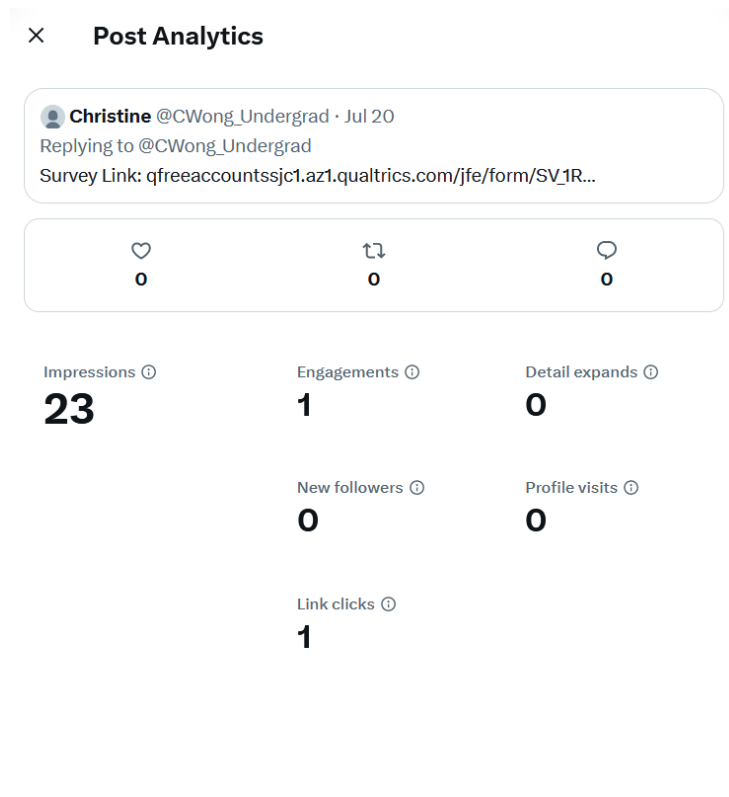 Post Analytics
Christine @CWong_Undergrad · Jul 20
Replying to @CWong_Undergrad
Survey Link: qfreeaccountssjc1.az1.qualtrics.com/jfe/form/SV_1R...
0 0 0
Impressions Engagements Detail expands
23 1 0
New followers Profile visits
0 0
Link clicks
1